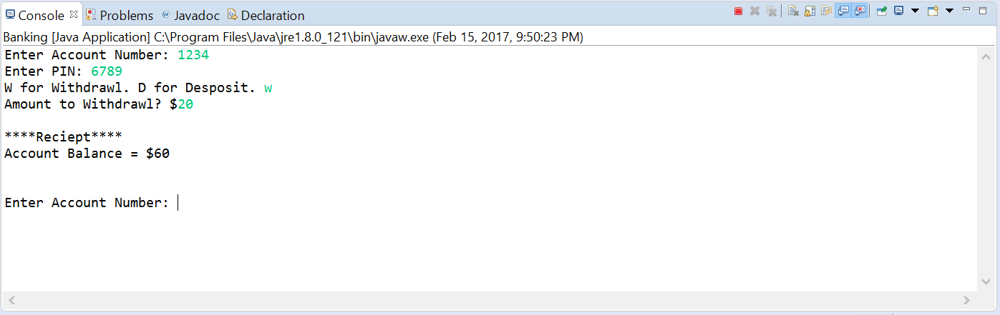 Console Problems @ Javadoc Declaration
Banking [Java Application] C:\Program Files\Java\jre1.8.0_121\bin\javaw.exe (Feb 15, 2017, 9:50:23 PM)
Enter Account Number: 1234
Enter PIN: 6789
W for Withdrawl. D for Desposit. w
Amount to Withdrawl? $20
****Reciept****
Account Balance = $60
Enter Account Number: